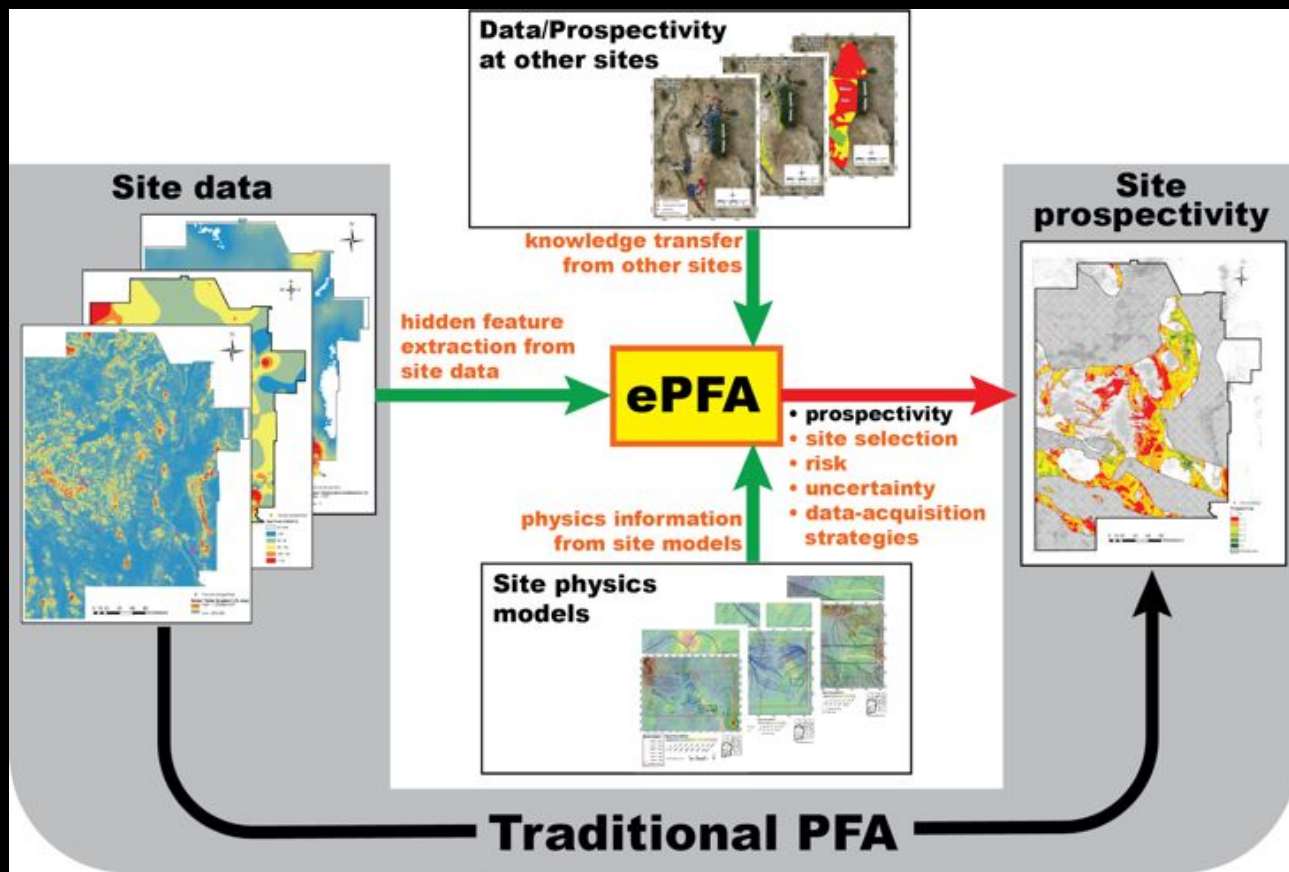 Data/Prospectivity
at other sites
Site data
Site
prospectivity
knowledge transfer
from other sites
hidden feature
extraction from
site data
ePFA
• prospectivity
• site selection
• risk
• uncertainty
• data-acquisition
strategies
physics information
from site models
Site physics
models
Traditional PFA